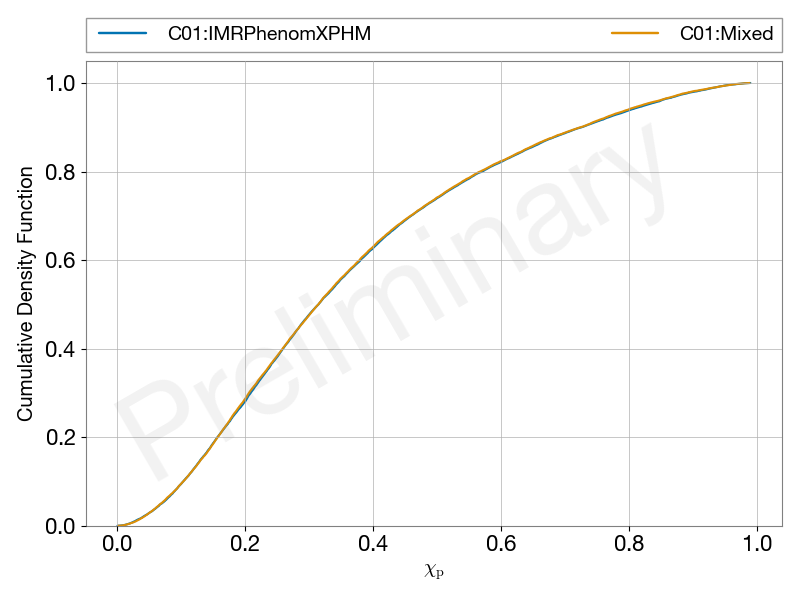 C01:IMRPhenomXPHM C01:Mixed
Cumulative Density Function
1.0
0.8
0.6
0.4
0.2
0.0
Preliminary
0.0 0.2 0.4 0.6 0.8 1.0
χp